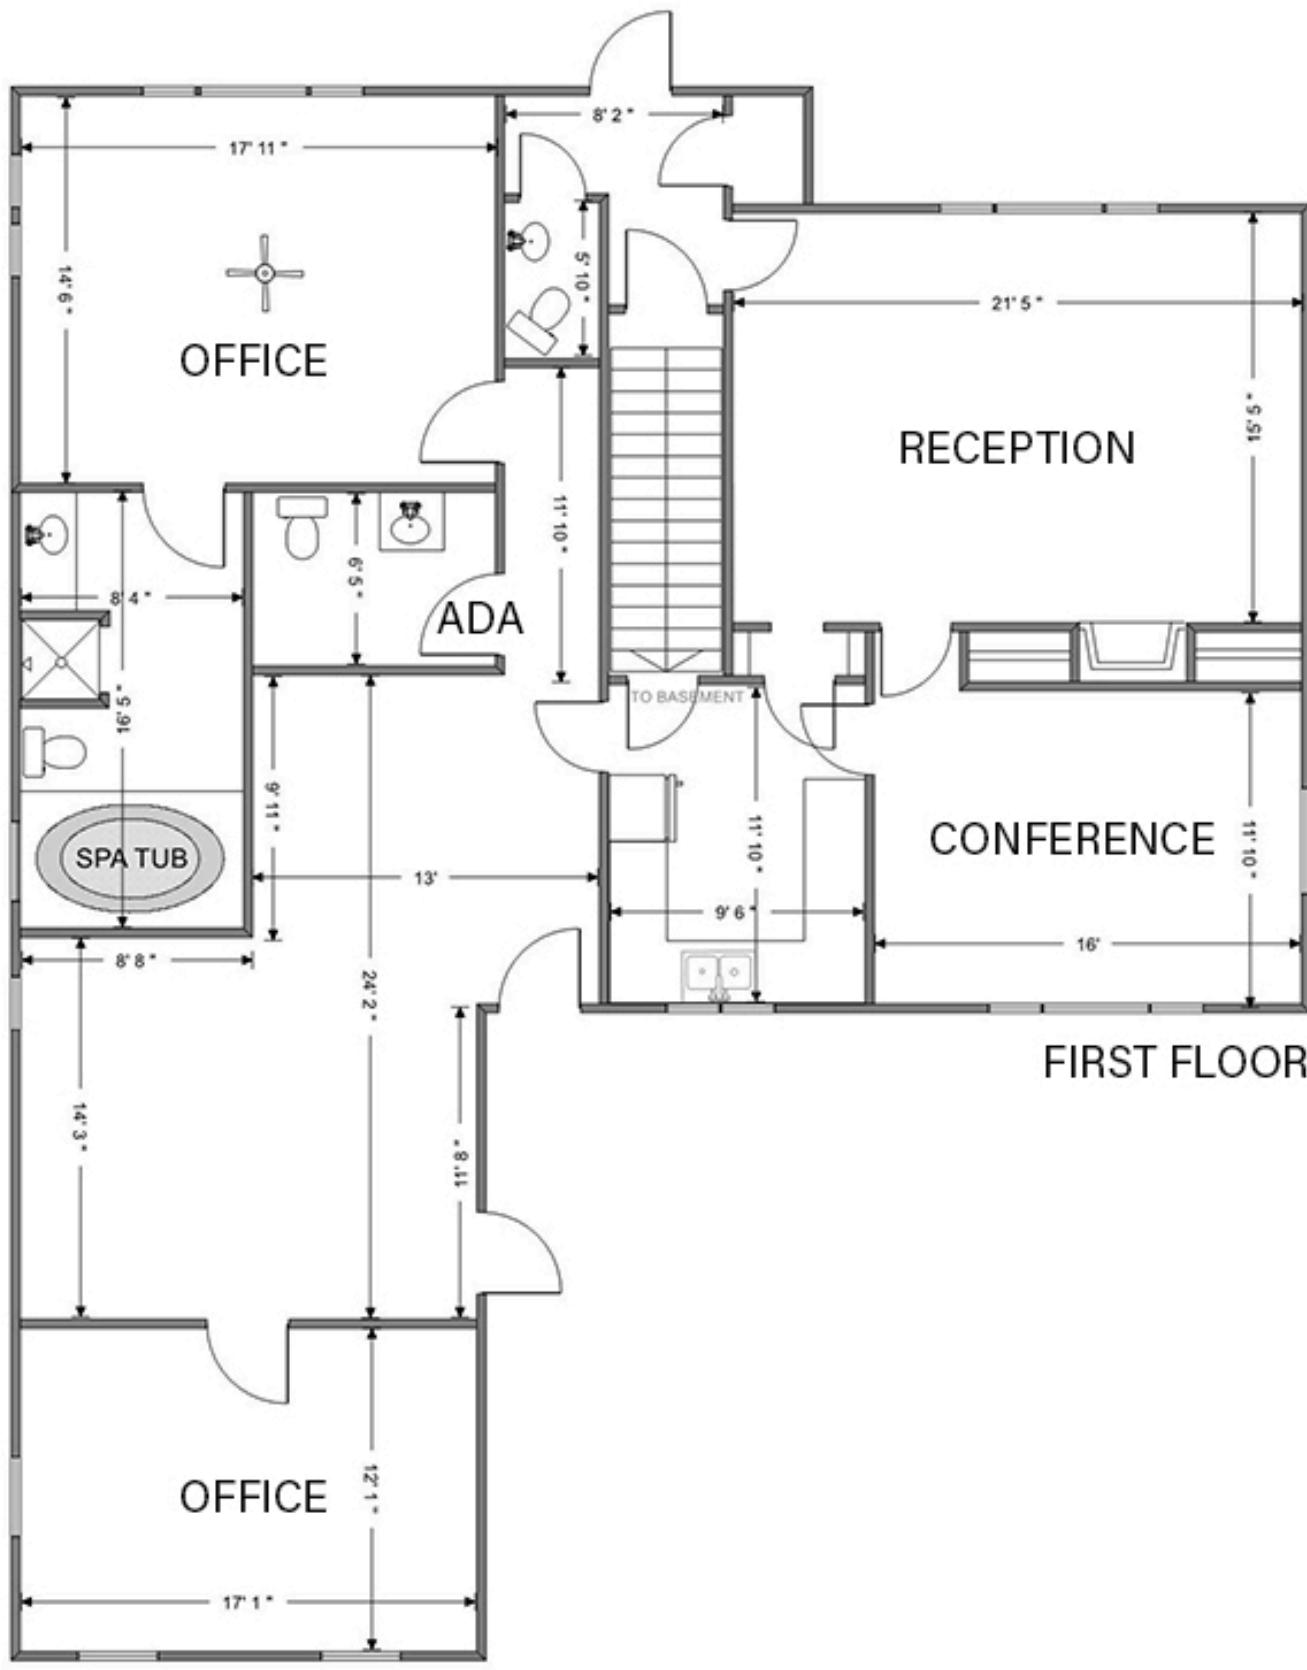 8' 2 "
17' 11 "
14' 6 "
5' 10 "
21' 5 "
OFFICE
15' 5 "
RECEPTION
11' 10 "
6' 5 "
8' 4 "
ADA
16' 5 "
TO BASEMENT
9' 11 "
11' 10 "
CONFERENCE
11' 10 "
SPA TUB
13'
9' 6 "
16'
8' 8 "
24' 2 "
FIRST FLOOR
14' 3 "
11' 8 "
OFFICE
12' 1 "
17' 1 "